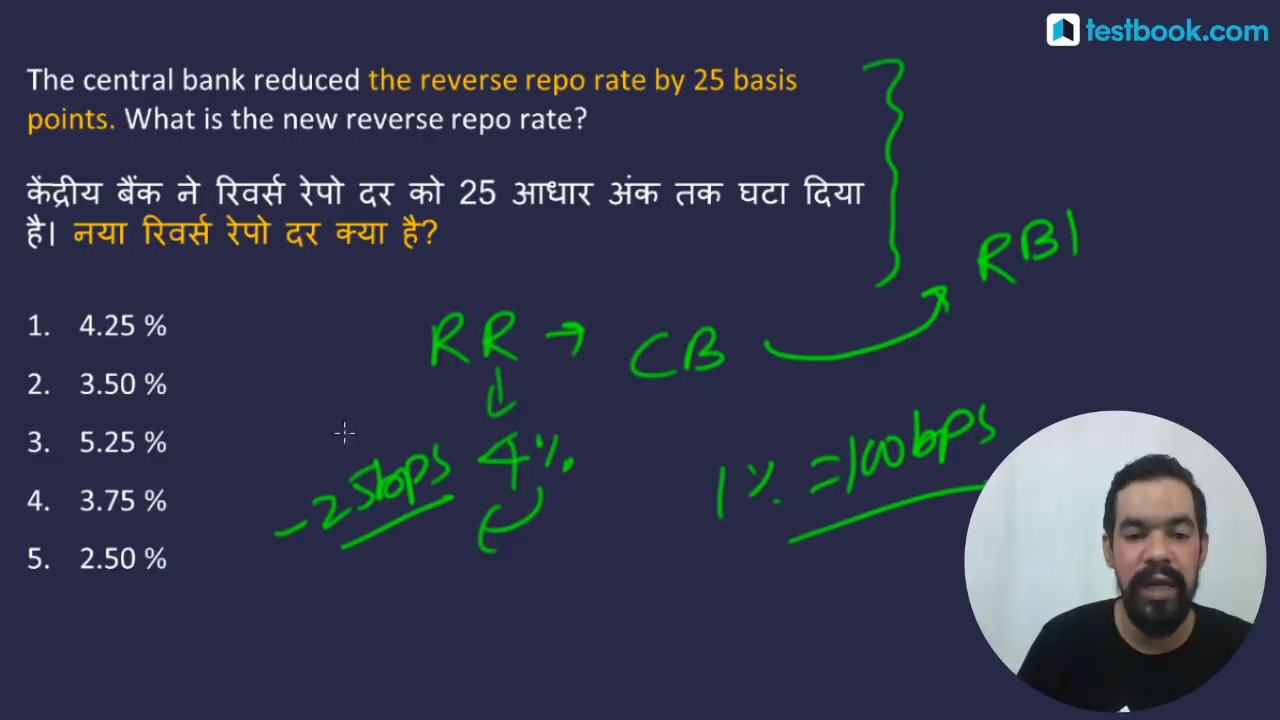 testbook.com
The central bank reduced the reverse repo rate by 25 basis
points. What is the new reverse repo rate?
केंद्रीय बैंक ने रिवर्स रेपो दर को 25 आधार अंक तक घटा दिया
है। नया रिवर्स रेपो दर क्या है?
RBI
1. 4.25 %
RR → CB
2. 3.50 %
3. 5.25 %
-25bps 4%
1% =100bps
4. 3.75 %
5. 2.50 %